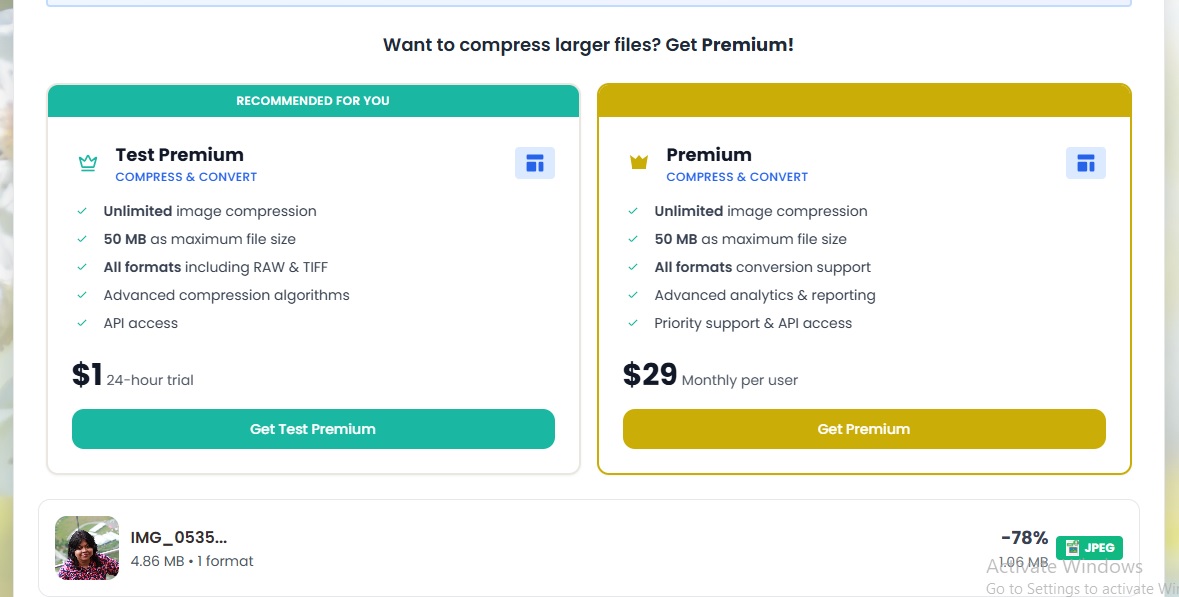 Want to compress larger files? Get Premium!
RECOMMENDED FOR YOU
Test Premium
COMPRESS & CONVERT
Unlimited image compression
50 MB as maximum file size
All formats including RAW & TIFF
Advanced compression algorithms
API access
$1 24-hour trial
Get Test Premium
Premium
COMPRESS & CONVERT
Unlimited image compression
50 MB as maximum file size
All formats conversion support
Advanced analytics & reporting
Priority support & API access
$29 Monthly per user
Get Premium
IMG_0535...
4.86 MB • 1 format
-78%
1.06 MB
JPEG
Activate Windows
Go to Settings to activate Wi